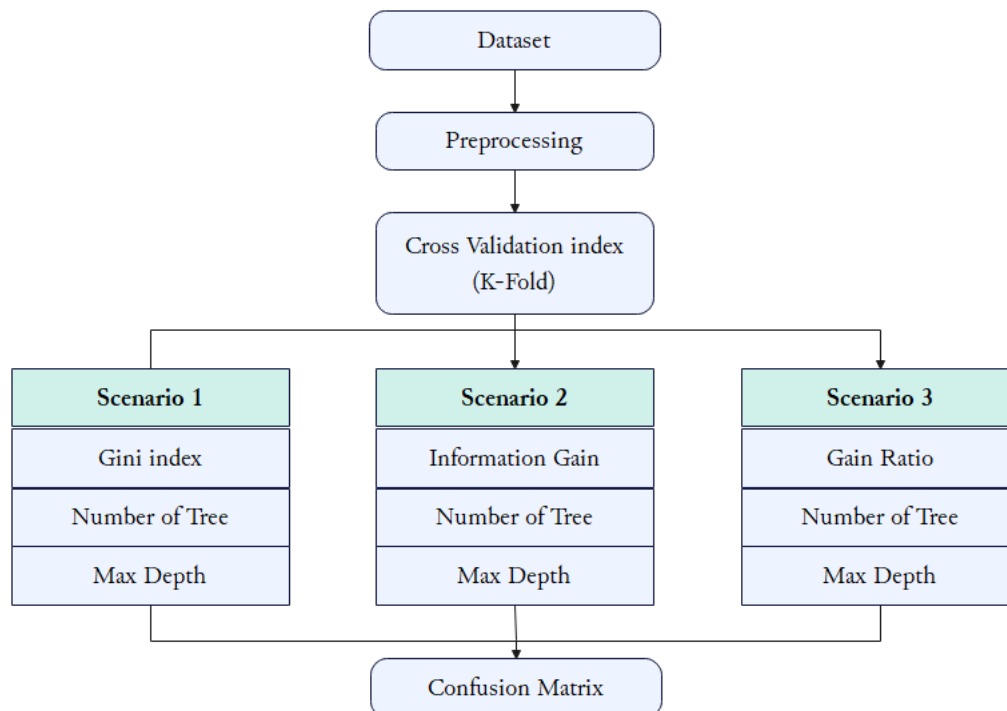 Dataset
Preprocessing
Cross Validation index
(K-Fold)
Scenario 1
Gini index
Number of Tree
Max Depth
Scenario 2
Information Gain
Number of Tree
Max Depth
Scenario 3
Gain Ratio
Number of Tree
Max Depth
Confusion Matrix